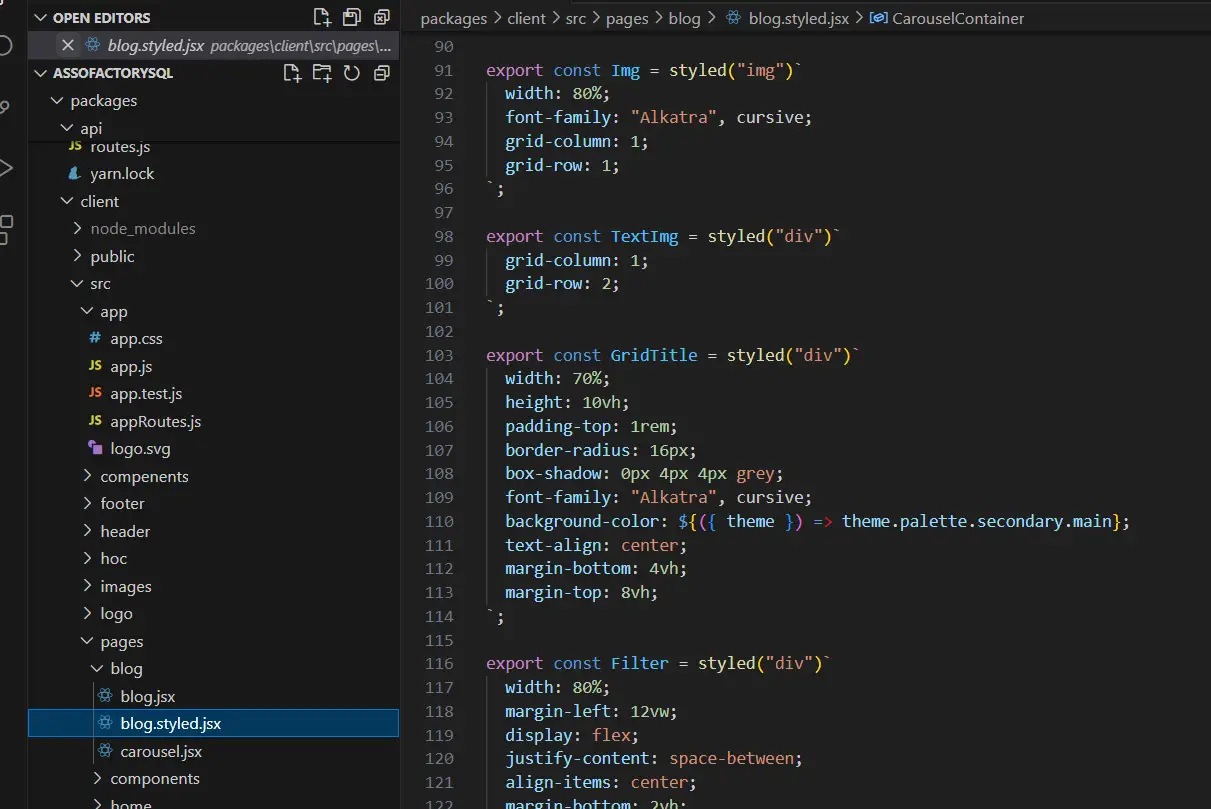 OPEN EDITORS
blog.styled.jsx packages\client\src\pages\...
ASSOFACTORYSQL
packages
api
JS routes.js
yarn.lock
client
node_modules
public
src
app
# app.css
JS app.js
JS app.test.js
JS appRoutes.js
logo.svg
compenents
footer
header
hoc
images
logo
pages
blog
blog.jsx
blog.styled.jsx
carousel.jsx
components
home
packages > client > src > pages > blog > blog.styled.jsx > CarouselContainer
90
91 export const Img = styled("img")`
92 width: 80%;
93 font-family: "Alkatra", cursive;
94 grid-column: 1;
95 grid-row: 1;
96 `;
97
98 export const TextImg = styled("div")`
99 grid-column: 1;
100 grid-row: 2;
101 `;
102
103 export const GridTitle = styled("div")`
104 width: 70%;
105 height: 10vh;
106 padding-top: 1rem;
107 border-radius: 16px;
108 box-shadow: 0px 4px 4px grey;
109 font-family: "Alkatra", cursive;
110 background-color: ${({ theme }) => theme.palette.secondary.main};
111 text-align: center;
112 margin-bottom: 4vh;
113 margin-top: 8vh;
114 `;
115
116 export const Filter = styled("div")`
117 width: 80%;
118 margin-left: 12vw;
119 display: flex;
120 justify-content: space-between;
121 align-items: center;
122 margin-bottom: 2vh;